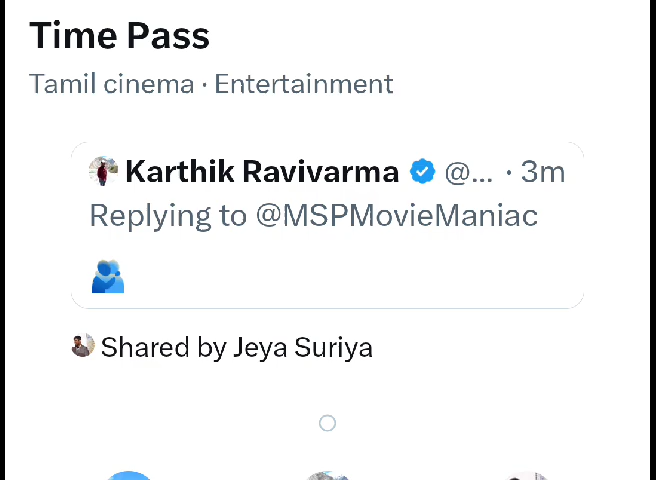 Time Pass
Tamil cinema · Entertainment
Karthik Ravivarma @... · 3m
Replying to @MSPMovieManiac
🫂
Shared by Jeya Suriya